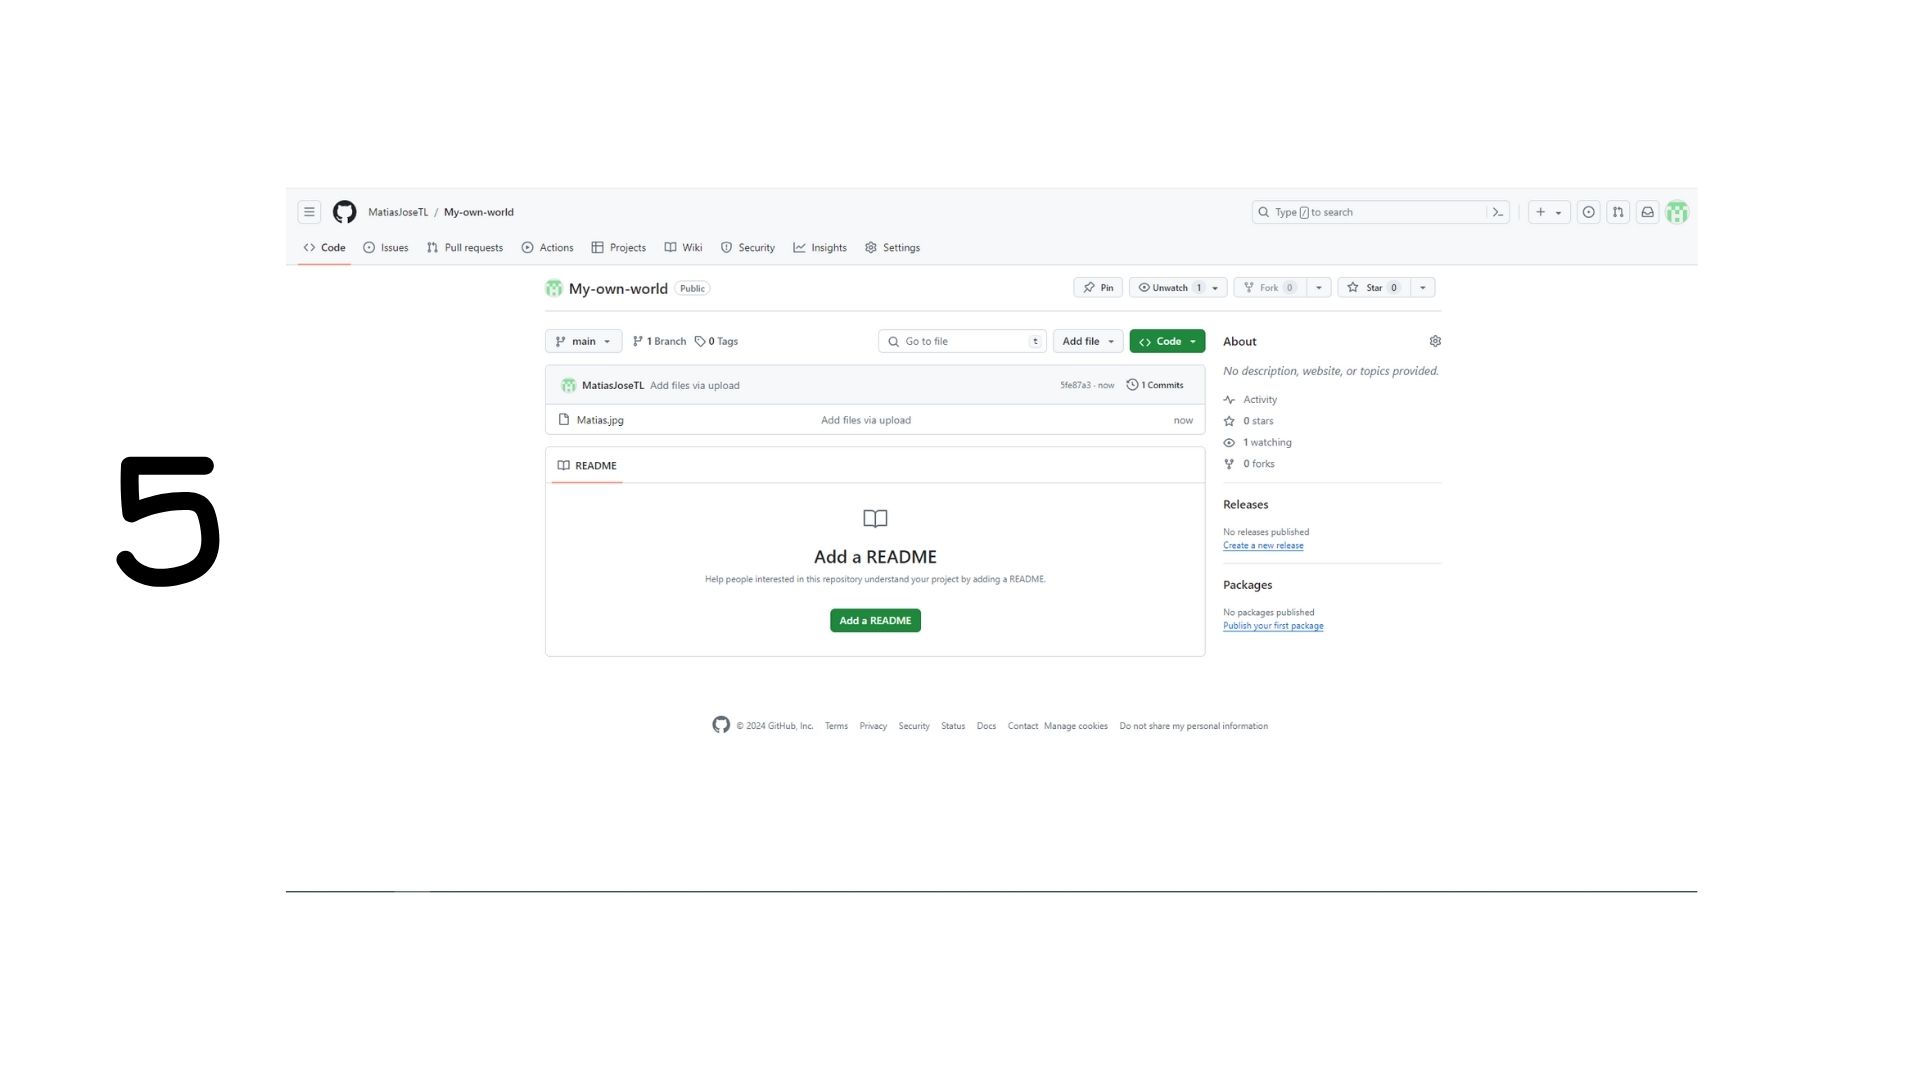 MatiasJoseTL / My-own-world
Type / to search
Code Issues Pull requests Actions Projects Wiki Security Insights Settings
My-own-world Public
Pin Unwatch 1 Fork 0 Star 0
main 1 Branch 0 Tags Go to file t Add file Code
MatiasJoseTL Add files via upload 5fe87a3 · now 1 Commits
Matias.jpg Add files via upload now
README
Add a README
Help people interested in this repository understand your project by adding a README.
Add a README
About
No description, website, or topics provided.
Activity
0 stars
1 watching
0 forks
Releases
No releases published
Create a new release
Packages
No packages published
Publish your first package
5
© 2024 GitHub, Inc. Terms Privacy Security Status Docs Contact Manage cookies Do not share my personal information